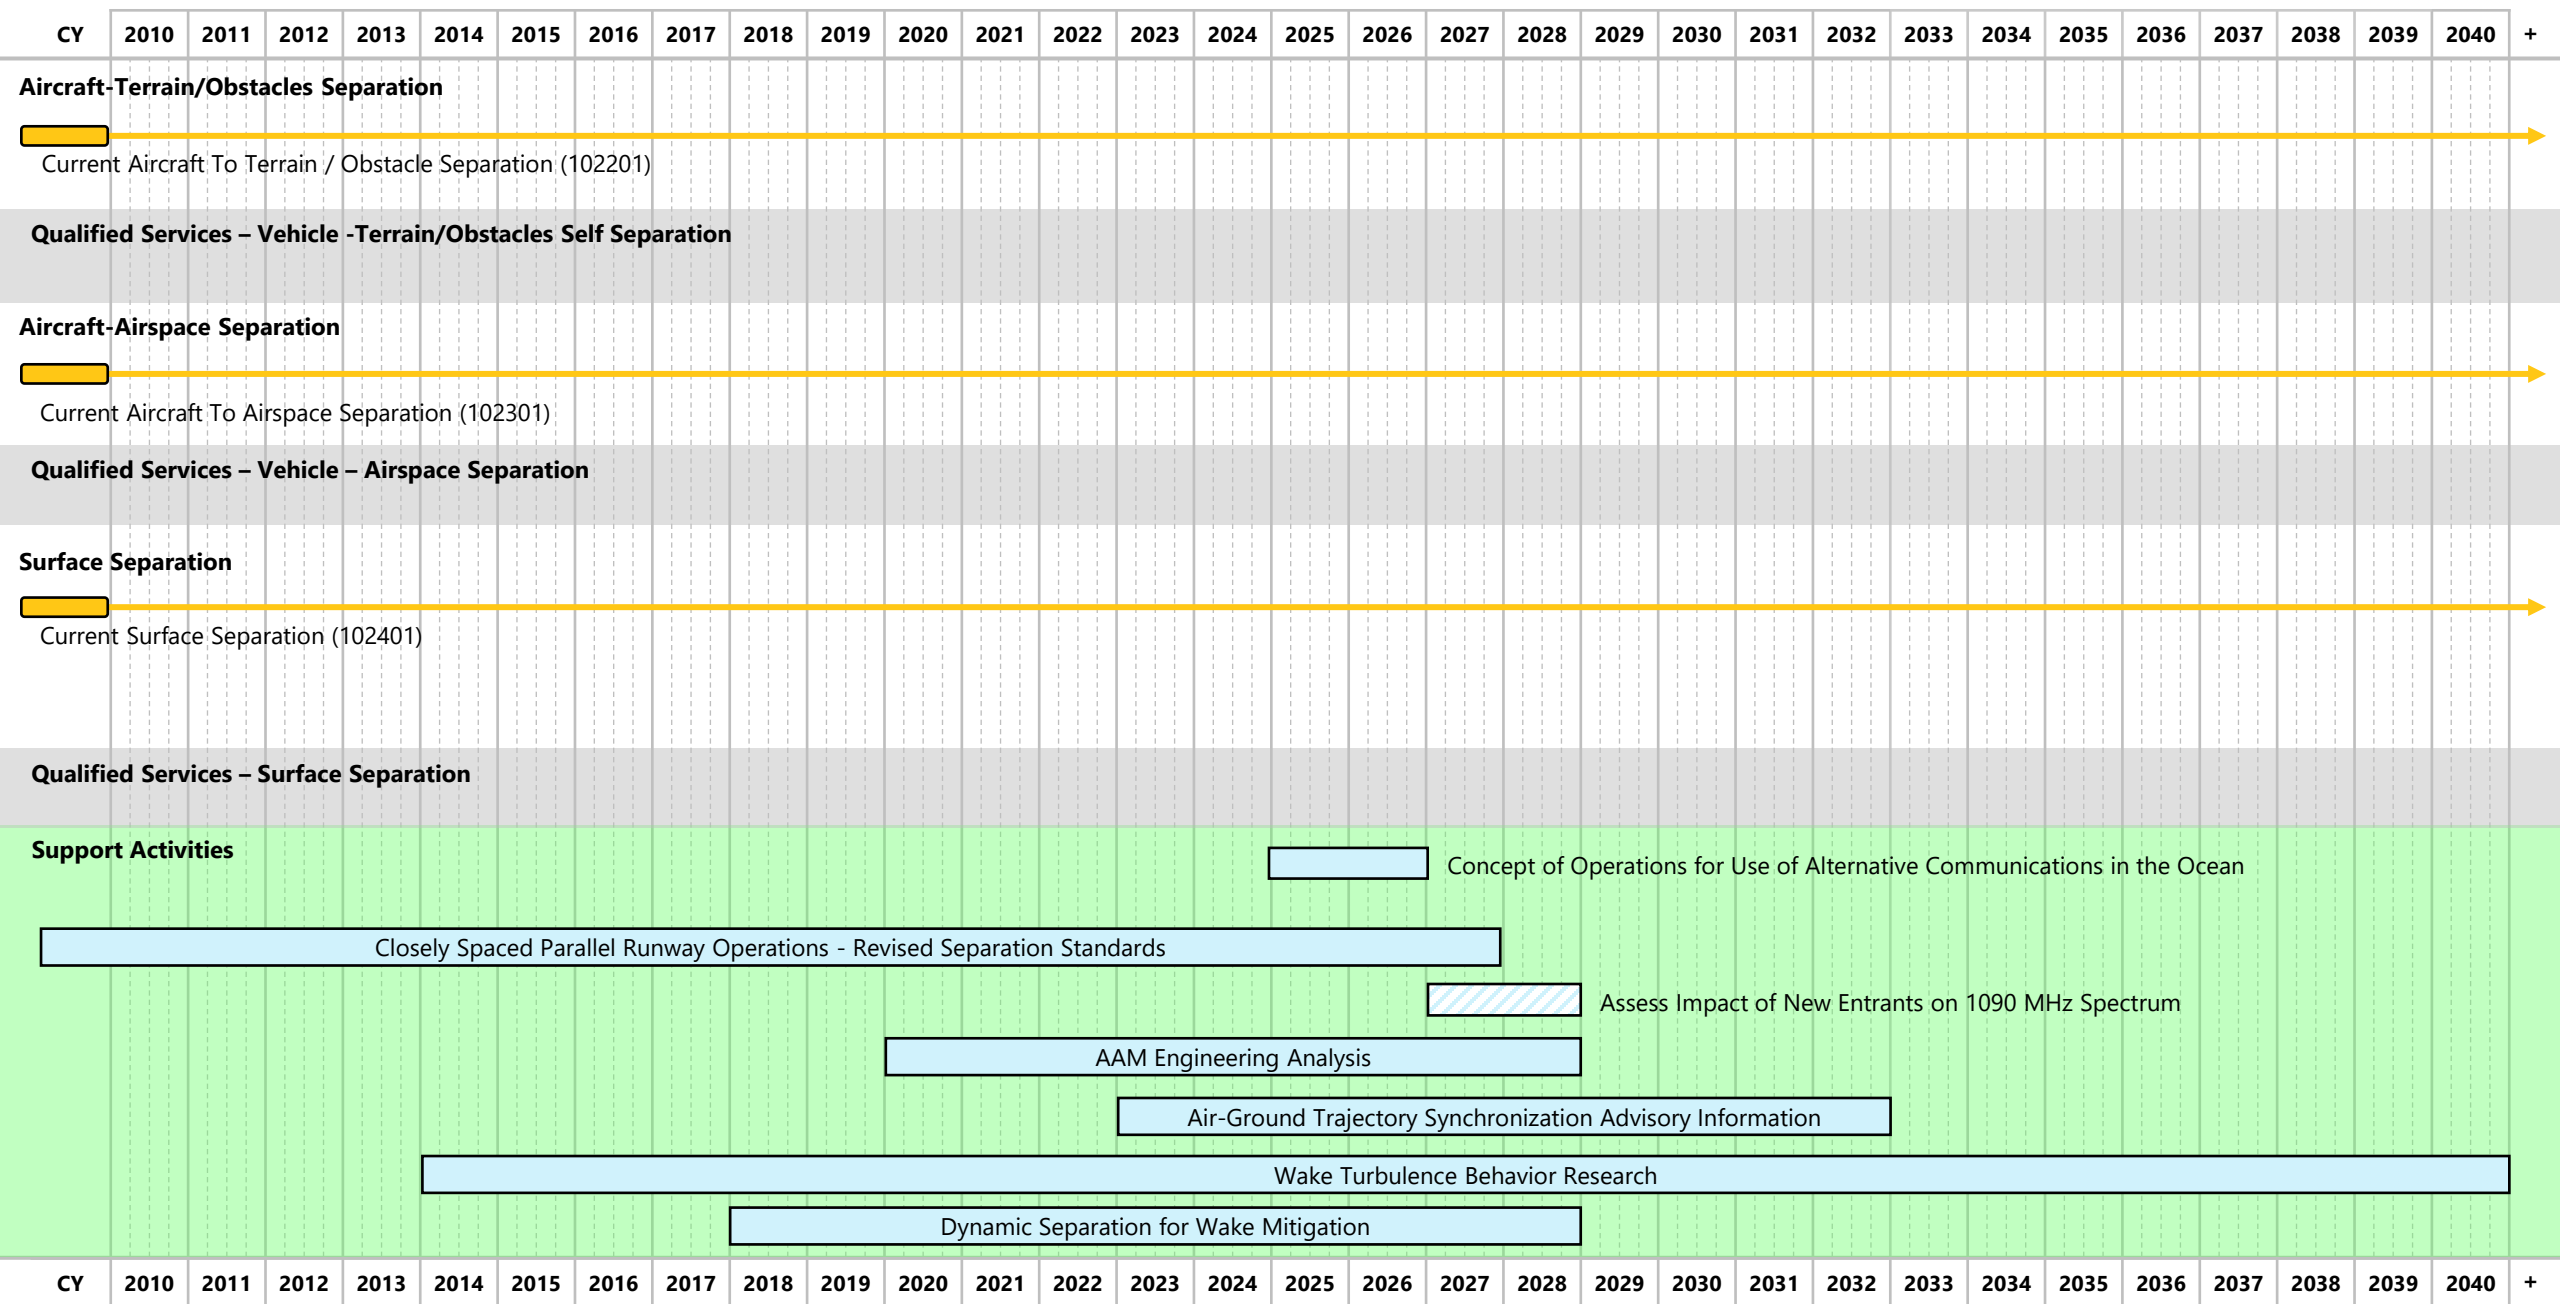 CY 2010 2011 2012 2013 2014 2015 2016 2017 2018 2019 2020 2021 2022 2023 2024 2025 2026 2027 2028 2029 2030 2031 2032 2033 2034 2035 2036 2037 2038 2039 2040 +
Aircraft-Terrain/Obstacles Separation
Current Aircraft To Terrain / Obstacle Separation (102201)
Qualified Services – Vehicle -Terrain/Obstacles Self Separation
Aircraft-Airspace Separation
Current Aircraft To Airspace Separation (102301)
Qualified Services – Vehicle – Airspace Separation
Surface Separation
Current Surface Separation (102401)
Qualified Services – Surface Separation
Support Activities
Concept of Operations for Use of Alternative Communications in the Ocean
Closely Spaced Parallel Runway Operations - Revised Separation Standards
Assess Impact of New Entrants on 1090 MHz Spectrum
AAM Engineering Analysis
Air-Ground Trajectory Synchronization Advisory Information
Wake Turbulence Behavior Research
Dynamic Separation for Wake Mitigation
CY 2010 2011 2012 2013 2014 2015 2016 2017 2018 2019 2020 2021 2022 2023 2024 2025 2026 2027 2028 2029 2030 2031 2032 2033 2034 2035 2036 2037 2038 2039 2040 +